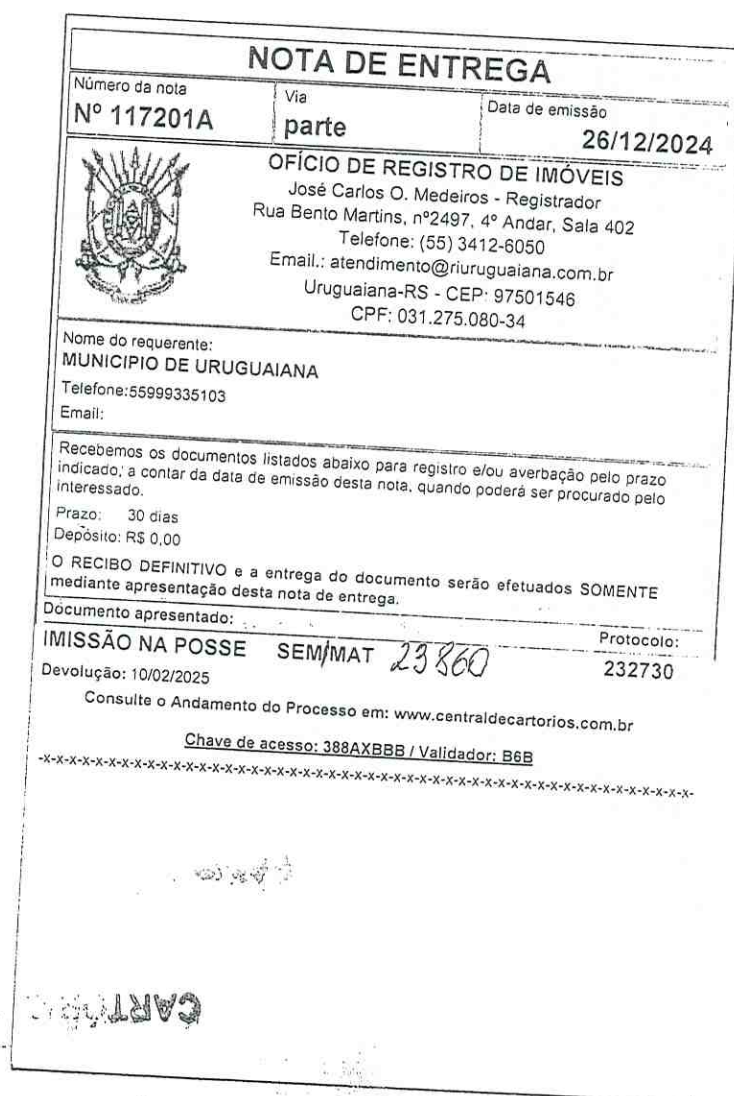 NOTA DE ENTREGA
Número da nota
Nº 117201A
Via
parte
Data de emissão
26/12/2024
OFÍCIO DE REGISTRO DE IMÓVEIS
José Carlos O. Medeiros - Registrador
Rua Bento Martins, nº2497, 4º Andar, Sala 402
Telefone: (55) 3412-6050
Email.: atendimento@riuruguaiana.com.br
Uruguaiana-RS - CEP: 97501546
CPF: 031.275.080-34
Nome do requerente:
MUNICIPIO DE URUGUAIANA
Telefone:55999335103
Email:
Recebemos os documentos listados abaixo para registro e/ou averbação pelo prazo
indicado, a contar da data de emissão desta nota, quando poderá ser procurado pelo
interessado.
Prazo: 30 dias
Depósito: R$ 0,00
O RECIBO DEFINITIVO e a entrega do documento serão efetuados SOMENTE
mediante apresentação desta nota de entrega.
Documento apresentado: Protocolo:
IMISSÃO NA POSSE SEM/MAT 23860 232730
Devolução: 10/02/2025
Consulte o Andamento do Processo em: www.centraldecartorios.com.br
Chave de acesso: 388AXBBB / Validador: B6B
-x-x-x-x-x-x-x-x-x-x-x-x-x-x-x-x-x-x-x-x-x-x-x-x-x-x-x-x-x-x-x-x-x-x-x-x-x-x-x-x-x-x-x-x-x-x-x-x-x-x-